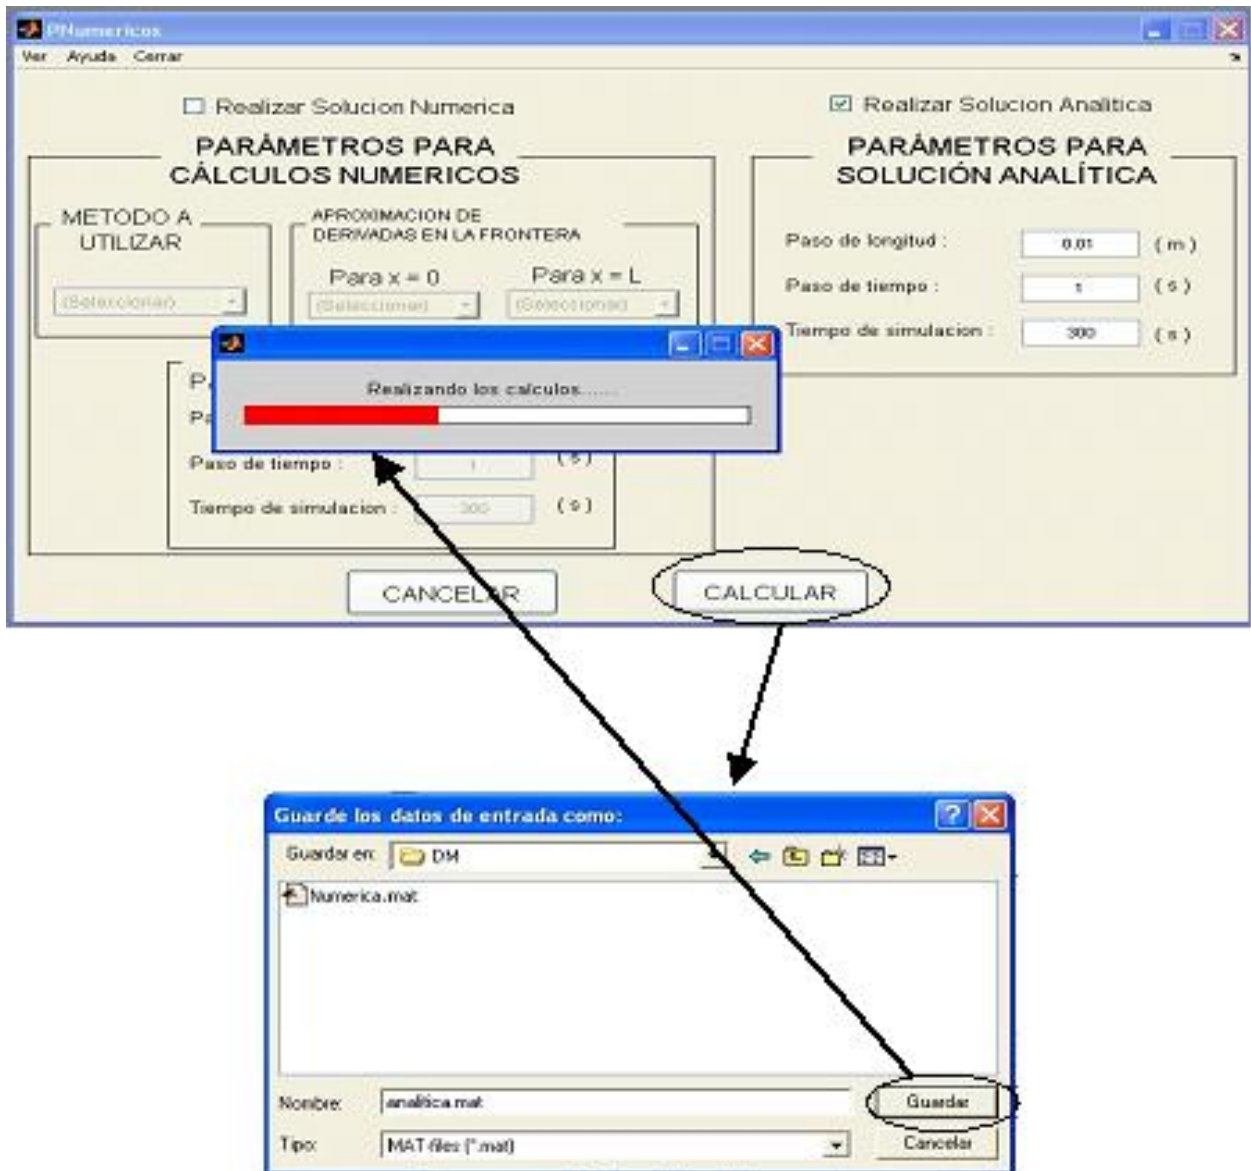 PNumericos
Ver Ayuda Cerrar
Realizar Solucion Numerica
PARÁMETROS PARA
CÁLCULOS NUMERICOS
METODO A
UTILIZAR
(Seleccionar)
APROXIMACION DE
DERIVADAS EN LA FRONTERA
Para x = 0 Para x = L
(Seleccionar) (Seleccionar)
Realizar Solucion Analitica
PARÁMETROS PARA
SOLUCIÓN ANALÍTICA
Paso de longitud : 0.01 ( m )
Paso de tiempo : 1 ( s )
Tiempo de simulacion : 300 ( s )
Realizando los calculos......
P
Pa
Paso de tiempo : 1 ( s )
Tiempo de simulacion : 300 ( s )
CANCELAR CALCULAR
Guarde los datos de entrada como:
Guardar en: DM
Numerica.mat
Nombre: analitica.mat Guardar
Tipo: MAT-files (*.mat) Cancelar